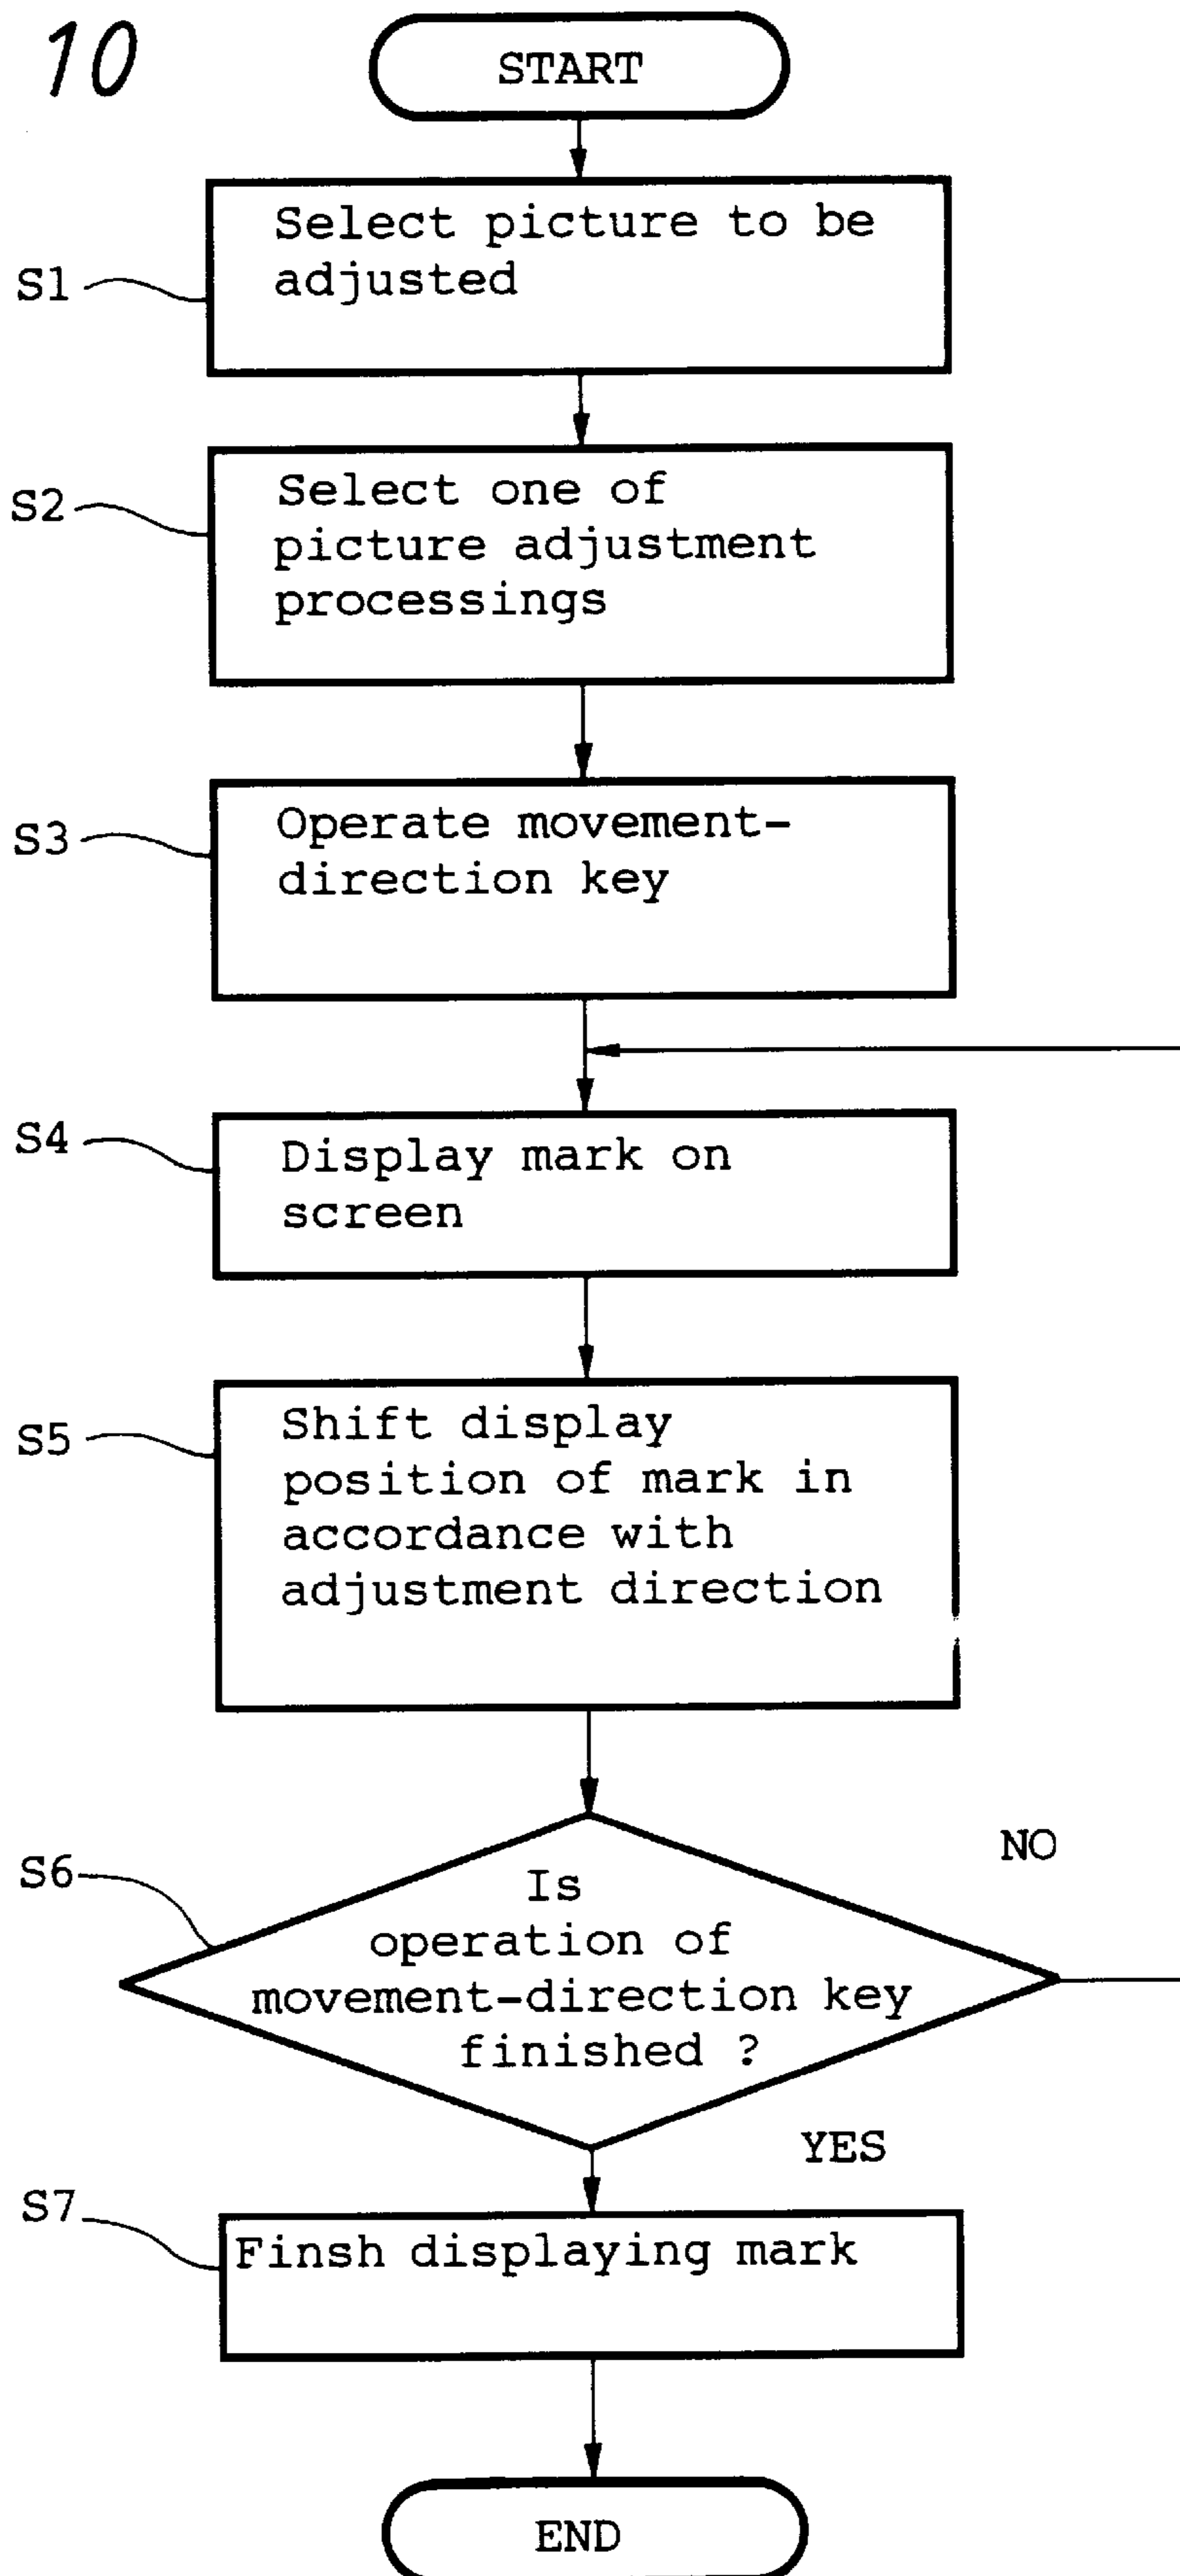 10
START
S1
Select picture to be
adjusted
S2
Select one of
picture adjustment
processings
S3
Operate movement-
direction key
S4
Display mark on
screen
S5
Shift display
position of mark in
accordance with
adjustment direction
S6
Is
operation of
movement-direction key
finished ?
NO
YES
S7
Finsh displaying mark
END